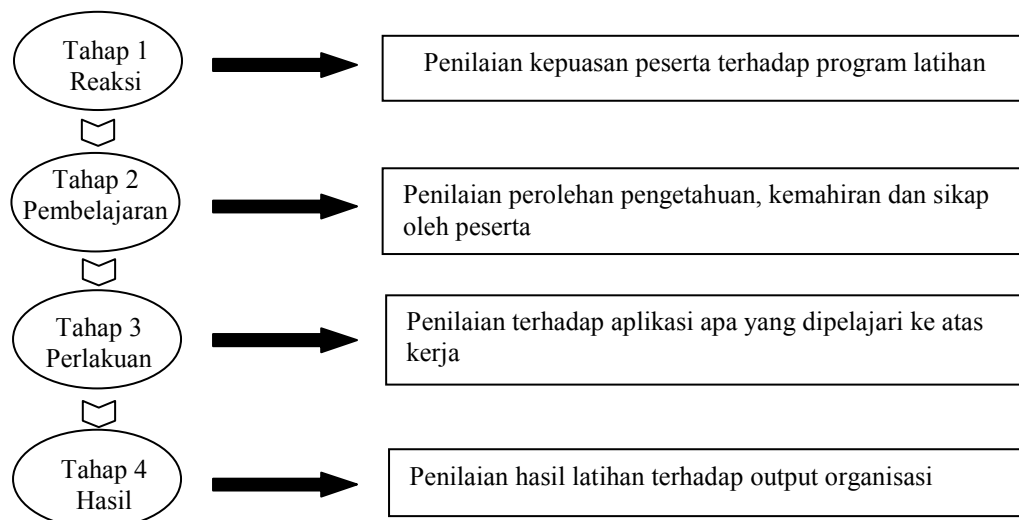 Tahap 1
Reaksi
Penilaian kepuasan peserta terhadap program latihan
Tahap 2
Pembelajaran
Penilaian perolehan pengetahuan, kemahiran dan sikap
oleh peserta
Tahap 3
Perlakuan
Penilaian terhadap aplikasi apa yang dipelajari ke atas
kerja
Tahap 4
Hasil
Penilaian hasil latihan terhadap output organisasi